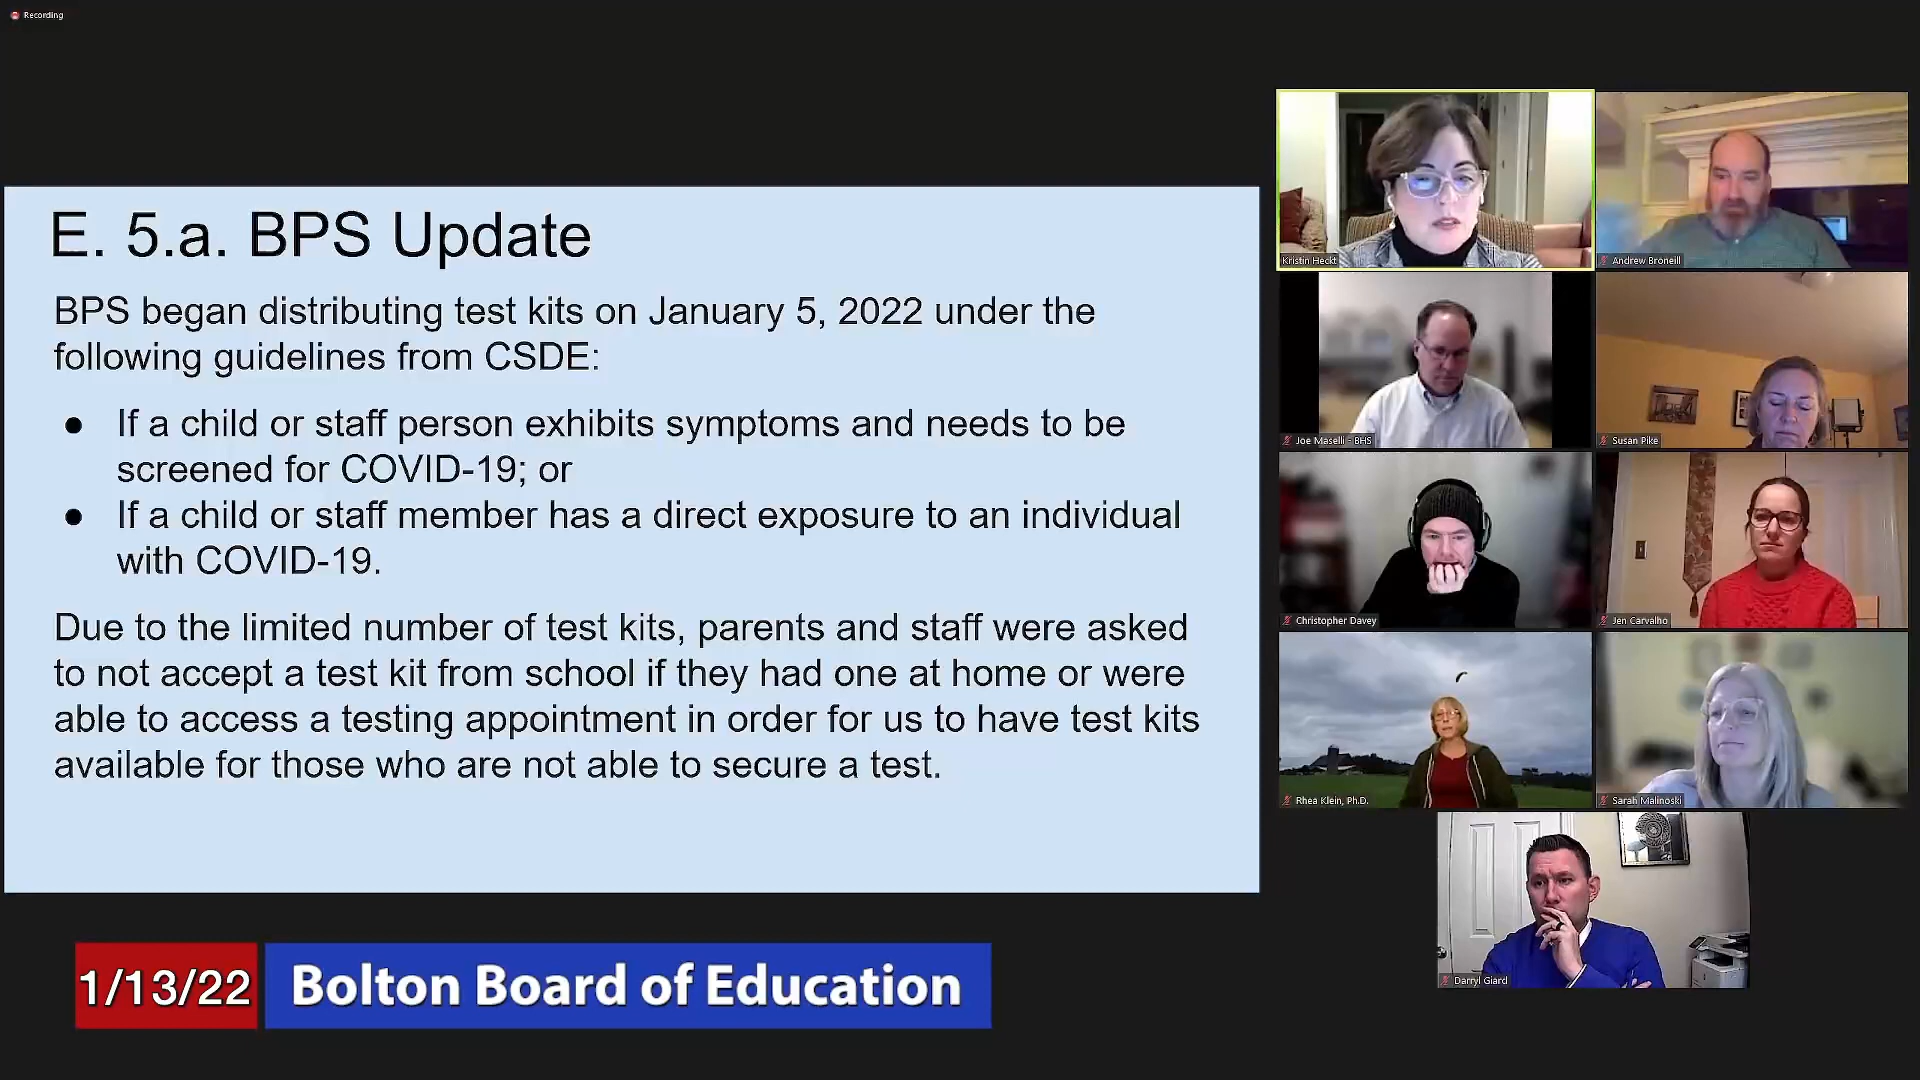 Recording
E. 5.a. BPS Update
BPS began distributing test kits on January 5, 2022 under the
following guidelines from CSDE:
● If a child or staff person exhibits symptoms and needs to be
screened for COVID-19; or
● If a child or staff member has a direct exposure to an individual
with COVID-19.
Due to the limited number of test kits, parents and staff were asked
to not accept a test kit from school if they had one at home or were
able to access a testing appointment in order for us to have test kits
available for those who are not able to secure a test.
1/13/22
Bolton Board of Education
Kristin Heckt
Andrew Broneill
Joe Maselli - BHS
Susan Pike
Christopher Davey
Jen Carvalho
Rhea Klein, Ph.D.
Sarah Malinoski
Darryl Giard